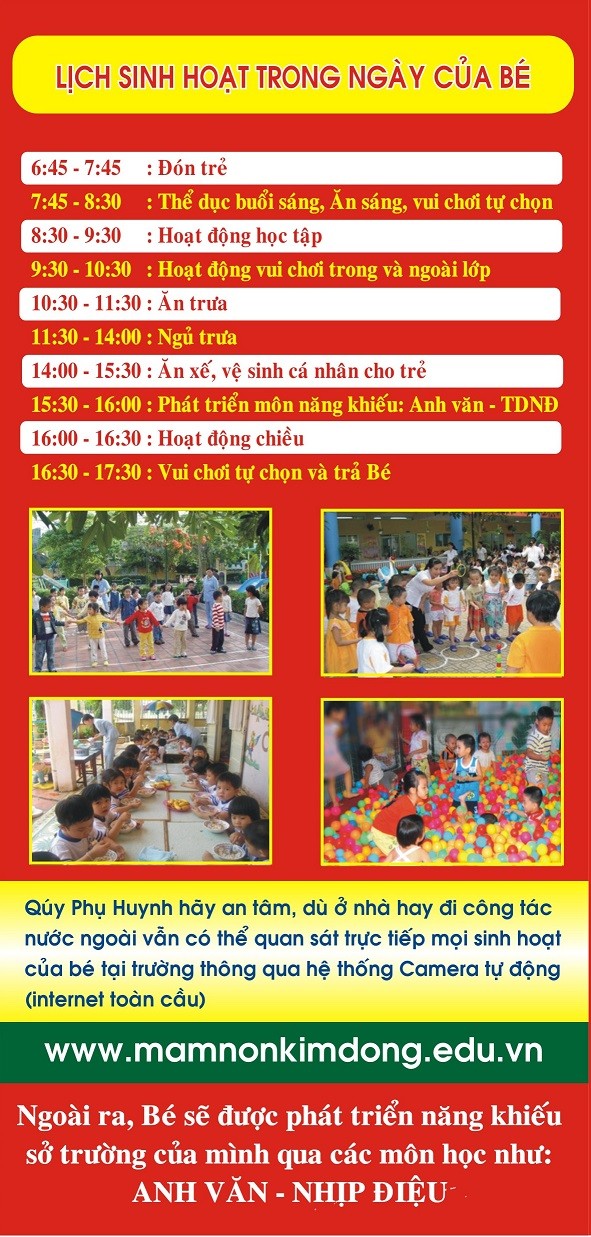 LỊCH SINH HOẠT TRONG NGÀY CỦA BÉ
6:45 - 7:45 : Đón trẻ
7:45 - 8:30 : Thể dục buổi sáng, Ăn sáng, vui chơi tự chọn
8:30 - 9:30 : Hoạt động học tập
9:30 - 10:30 : Hoạt động vui chơi trong và ngoài lớp
10:30 - 11:30 : Ăn trưa
11:30 - 14:00 : Ngủ trưa
14:00 - 15:30 : Ăn xế, vệ sinh cá nhân cho trẻ
15:30 - 16:00 : Phát triển môn năng khiếu: Anh văn - TDNĐ
16:00 - 16:30 : Hoạt động chiều
16:30 - 17:30 : Vui chơi tự chọn và trả Bé
Qúy Phụ Huynh hãy an tâm, dù ở nhà hay đi công tác
nước ngoài vẫn có thể quan sát trực tiếp mọi sinh hoạt
của bé tại trường thông qua hệ thống Camera tự động
(internet toàn cầu)
www.mamnonkimdong.edu.vn
Ngoài ra, Bé sẽ được phát triển năng khiếu
sở trường của mình qua các môn học như:
ANH VĂN - NHỊP ĐIỆU